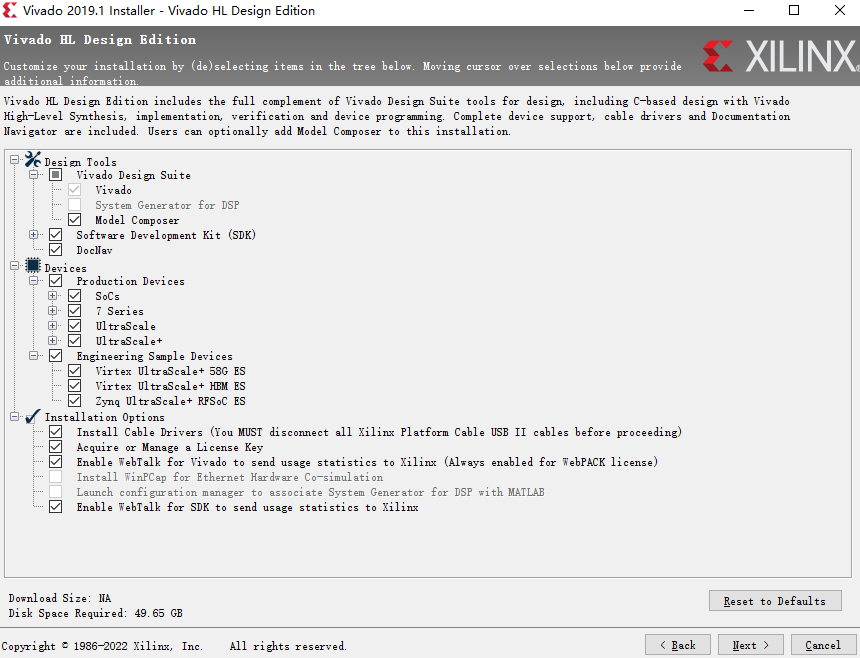 Vivado 2019.1 Installer - Vivado HL Design Edition
Vivado HL Design Edition
Customize your installation by (de)selecting items in the tree below. Moving cursor over selections below provide
additional information.
XILINX
Vivado HL Design Edition includes the full complement of Vivado Design Suite tools for design, including C-based design with Vivado
High-Level Synthesis, implementation, verification and device programming. Complete device support, cable drivers and Documentation
Navigator are included. Users can optionally add Model Composer to this installation.
Design Tools
Vivado Design Suite
Vivado
System Generator for DSP
Model Composer
Software Development Kit (SDK)
DocNav
Devices
Production Devices
SoCs
7 Series
UltraScale
UltraScale+
Engineering Sample Devices
Virtex UltraScale+ 58G ES
Virtex UltraScale+ HBM ES
Zynq UltraScale+ RFSoC ES
Installation Options
Install Cable Drivers (You MUST disconnect all Xilinx Platform Cable USB II cables before proceeding)
Acquire or Manage a License Key
Enable WebTalk for Vivado to send usage statistics to Xilinx (Always enabled for WebPACK license)
Install WinPCap for Ethernet Hardware Co-simulation
Launch configuration manager to associate System Generator for DSP with MATLAB
Enable WebTalk for SDK to send usage statistics to Xilinx
Download Size: NA
Disk Space Required: 49.65 GB
Reset to Defaults
Copyright © 1986-2022 Xilinx, Inc. All rights reserved.
< Back
Next >
Cancel